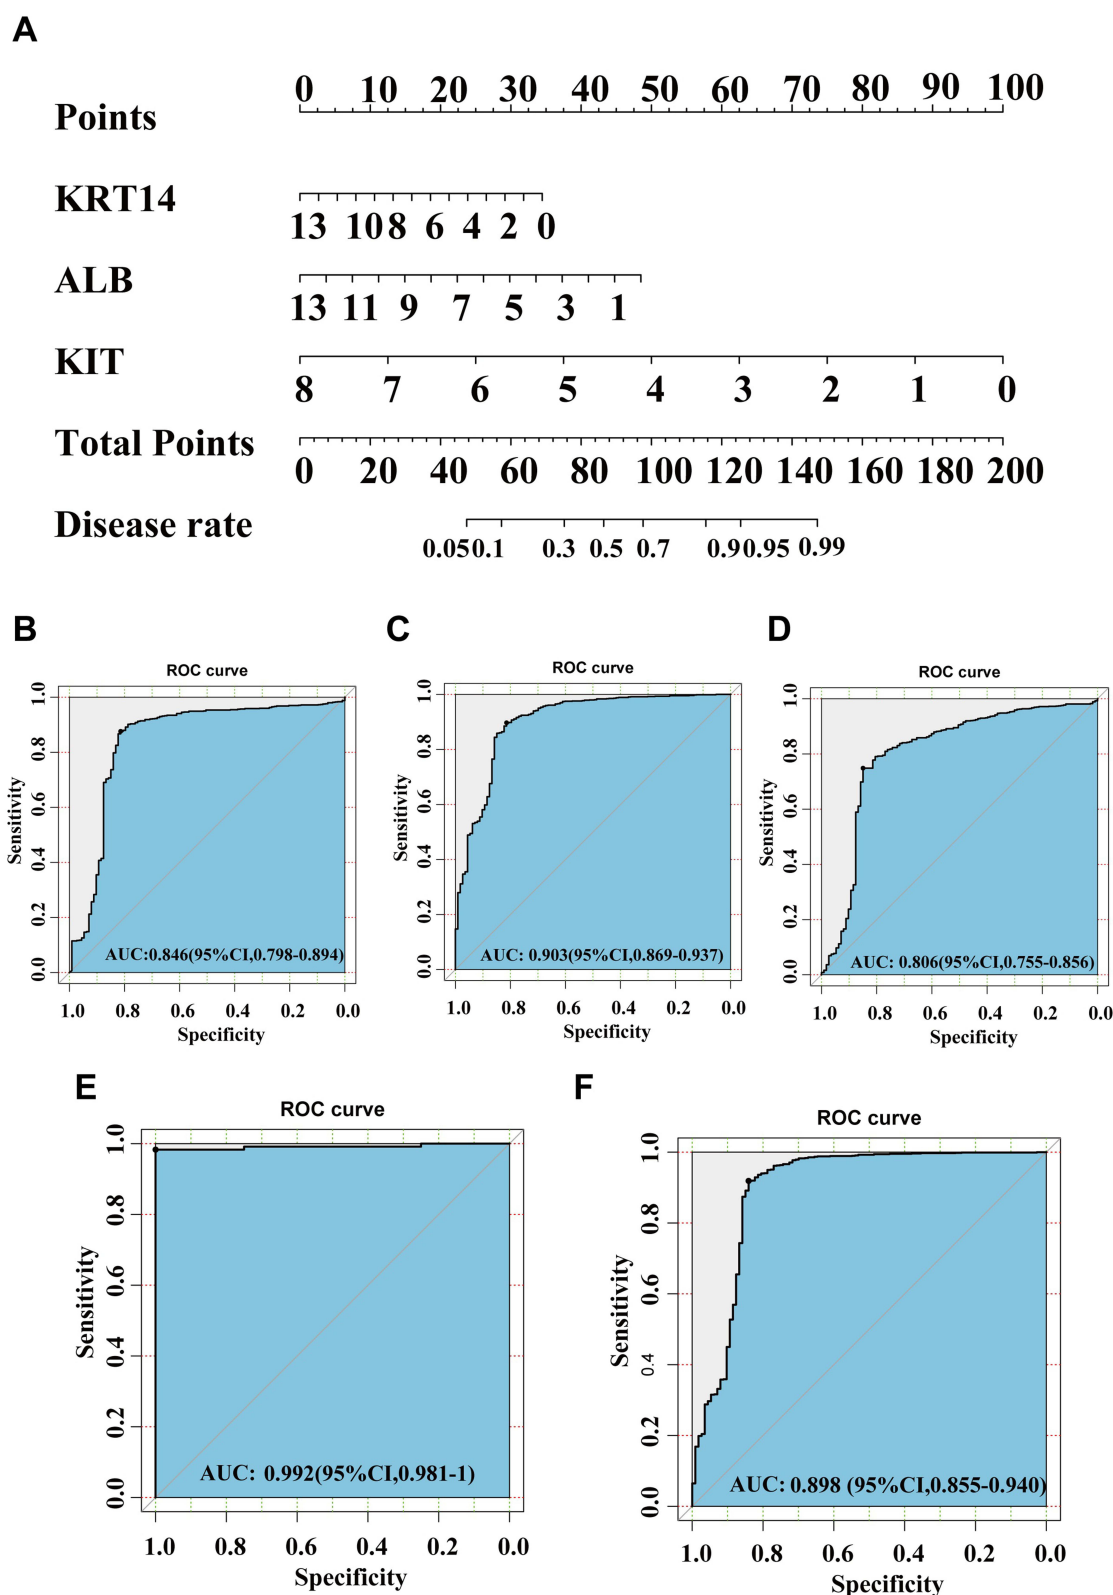 A
0 10 20 30 40 50 60 70 80 90 100
Points
KRT14
13 10 8 6 4 2 0
ALB
13 11 9 7 5 3 1
KIT
8 7 6 5 4 3 2 1 0
Total Points
0 20 40 60 80 100 120 140 160 180 200
Disease rate
0.05 0.1 0.3 0.5 0.7 0.9 0.95 0.99
B
ROC curve
Sensitivity
0.0 0.2 0.4 0.6 0.8 1.0
AUC:0.846(95%CI,0.798-0.894)
1.0 0.8 0.6 0.4 0.2 0.0
Specificity
C
ROC curve
Sensitivity
0.0 0.2 0.4 0.6 0.8 1.0
AUC: 0.903(95%CI,0.869-0.937)
1.0 0.8 0.6 0.4 0.2 0.0
Specificity
D
ROC curve
Sensitivity
0.0 0.2 0.4 0.6 0.8 1.0
AUC: 0.806(95%CI,0.755-0.856)
1.0 0.8 0.6 0.4 0.2 0.0
Specificity
E
ROC curve
Sensitivity
0.0 0.2 0.4 0.6 0.8 1.0
AUC: 0.992(95%CI,0.981-1)
1.0 0.8 0.6 0.4 0.2 0.0
Specificity
F
ROC curve
Sensitivity
0.0 0.2 0.4 0.6 0.8 1.0
AUC: 0.898 (95%CI,0.855-0.940)
1.0 0.8 0.6 0.4 0.2 0.0
Specificity